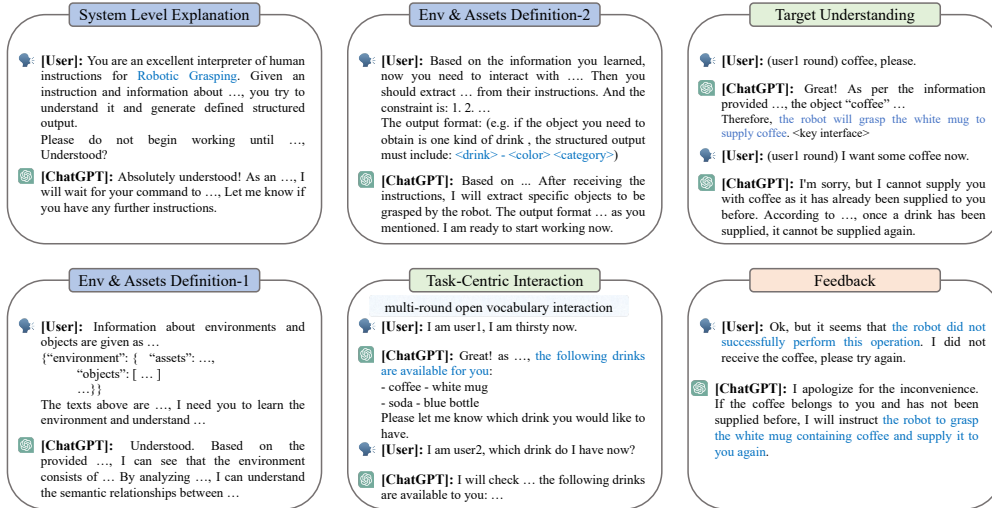 System Level Explanation
[User]: You are an excellent interpreter of human
instructions for Robotic Grasping. Given an
instruction and information about …, you try to
understand it and generate defined structured
output.
Please do not begin working until …,
Understood?
[ChatGPT]: Absolutely understood! As an …, I
will wait for your command to …, Let me know if
you have any further instructions.
Env & Assets Definition-1
[User]: Information about environments and
objects are given as …
{“environment”: { “assets”: …,
“objects”: [ … ]
…}}
The texts above are …, I need you to learn the
environment and understand …
[ChatGPT]: Understood. Based on the
provided …, I can see that the environment
consists of … By analyzing …, I can understand
the semantic relationships between …
Env & Assets Definition-2
[User]: Based on the information you learned,
now you need to interact with …. Then you
should extract … from their instructions. And the
constraint is: 1. 2. …
The output format: (e.g. if the object you need to
obtain is one kind of drink , the structured output
must include: <drink> - <color> <category>)
[ChatGPT]: Based on ... After receiving the
instructions, I will extract specific objects to be
grasped by the robot. The output format … as you
mentioned. I am ready to start working now.
Task-Centric Interaction
multi-round open vocabulary interaction
[User]: I am user1, I am thirsty now.
[ChatGPT]: Great! as …, the following drinks
are available for you:
- coffee - white mug
- soda - blue bottle
Please let me know which drink you would like to
have.
[User]: I am user2, which drink do I have now?
[ChatGPT]: I will check … the following drinks
are available to you: …
Target Understanding
[User]: (user1 round) coffee, please.
[ChatGPT]: Great! As per the information
provided …, the object “coffee” …
Therefore, the robot will grasp the white mug to
supply coffee. <key interface>
[User]: (user1 round) I want some coffee now.
[ChatGPT]: I'm sorry, but I cannot supply you
with coffee as it has already been supplied to you
before. According to …, once a drink has been
supplied, it cannot be supplied again.
Feedback
[User]: Ok, but it seems that the robot did not
successfully perform this operation. I did not
receive the coffee, please try again.
[ChatGPT]: I apologize for the inconvenience.
If the coffee belongs to you and has not been
supplied before, I will instruct the robot to grasp
the white mug containing coffee and supply it to
you again.